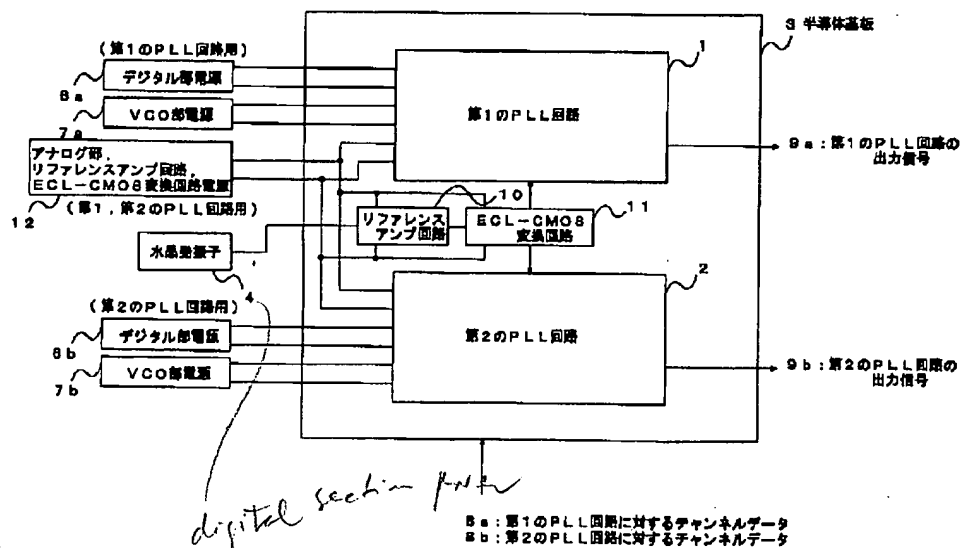 3 半導体基板
(第1のPLL回路用)
デジタル部電源
6a
VCO部電源
7a
アナログ部,
リファレンスアンプ回路,
ECL-CMOS変換回路電源
12
(第1,第2のPLL回路用)
1
第1のPLL回路
9a:第1のPLL回路の
出力信号
10
リファレンス
アンプ回路
ECL-CMOS
変換回路
11
水晶発振子
4
2
第2のPLL回路
(第2のPLL回路用)
デジタル部電源
6b
VCO部電源
7b
9b:第2のPLL回路の
出力信号
digital section
8a:第1のPLL回路に対するチャンネルデータ
8b:第2のPLL回路に対するチャンネルデータ